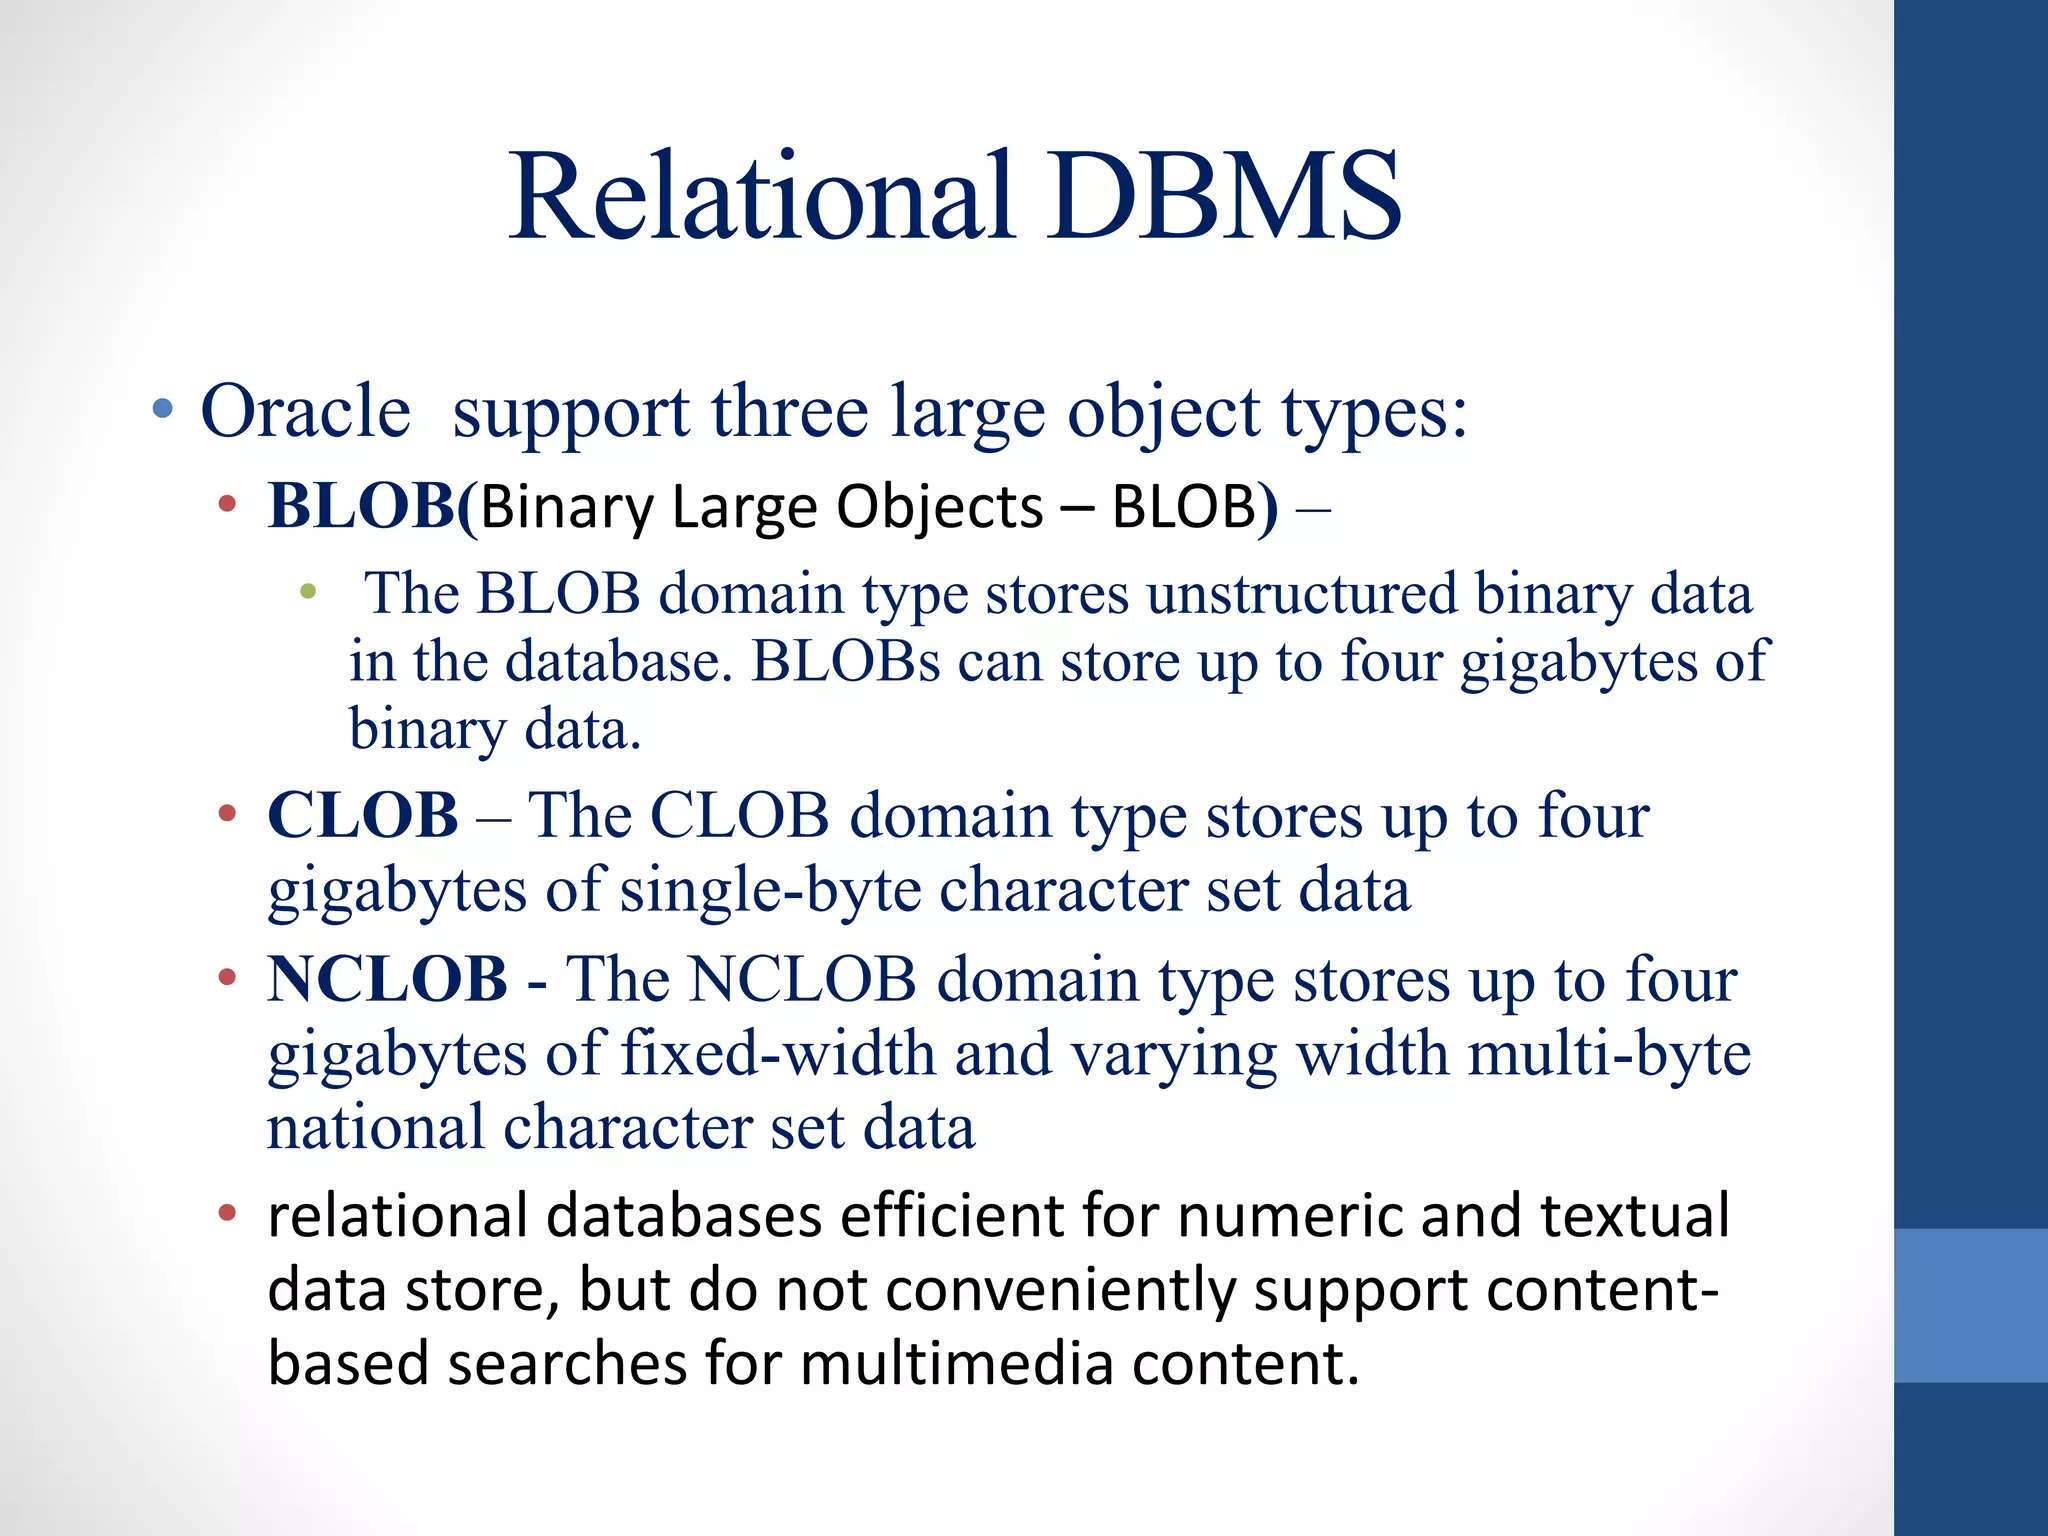 Relational DBMS
• Oracle  support three large object types:
• BLOB(Binary Large Objects – BLOB) –
• The BLOB domain type stores unstructured binary data
in the database. BLOBs can store up to four gigabytes of
binary data.
• CLOB – The CLOB domain type stores up to four
gigabytes of single-byte character set data
• NCLOB - The NCLOB domain type stores up to four
gigabytes of fixed-width and varying width multi-byte
national character set data
• relational databases efficient for numeric and textual
data store, but do not conveniently support content-
based searches for multimedia content.